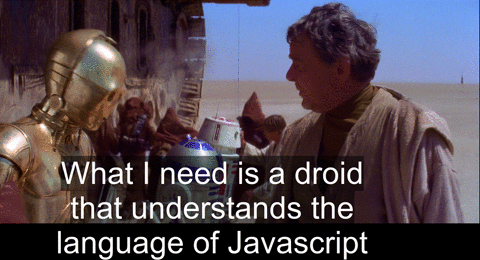 What I need is a droid
that understands the
language of Javascript